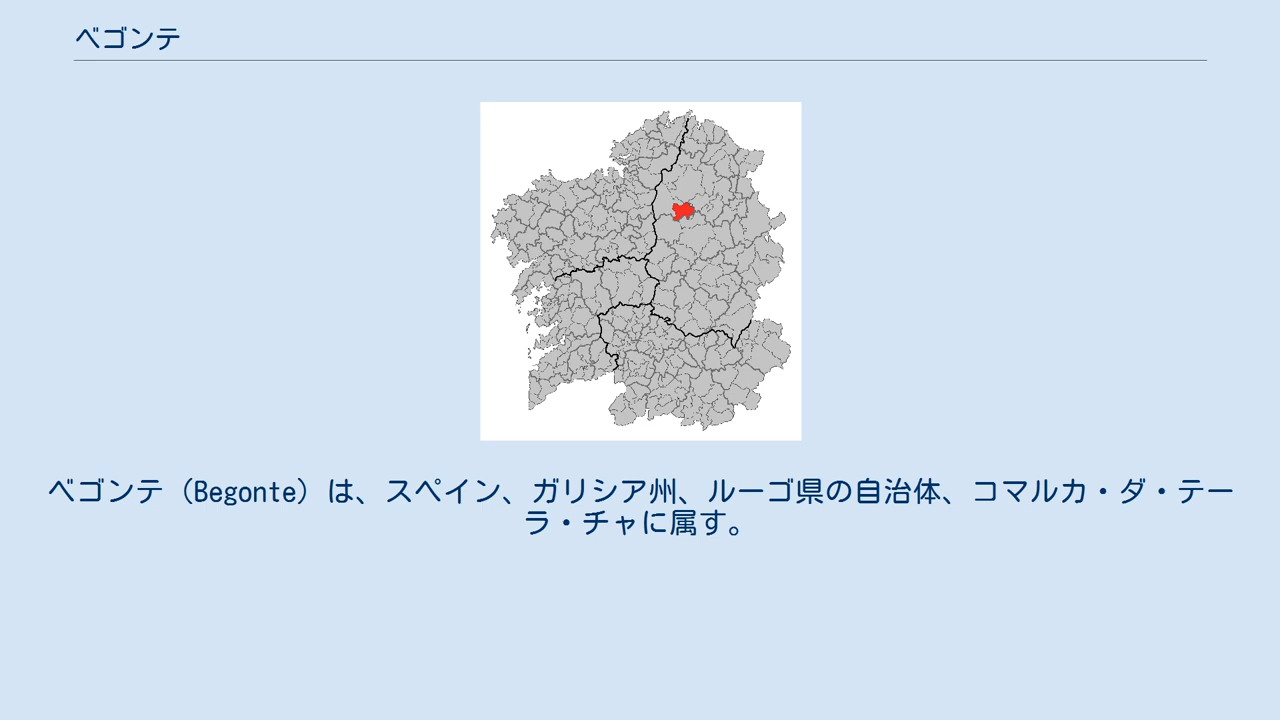 ベゴンテ
ベゴンテ（Begonte）は、スペイン、ガリシア州、ルーゴ県の自治体、コマルカ・ダ・テー
ラ・チャに属す。